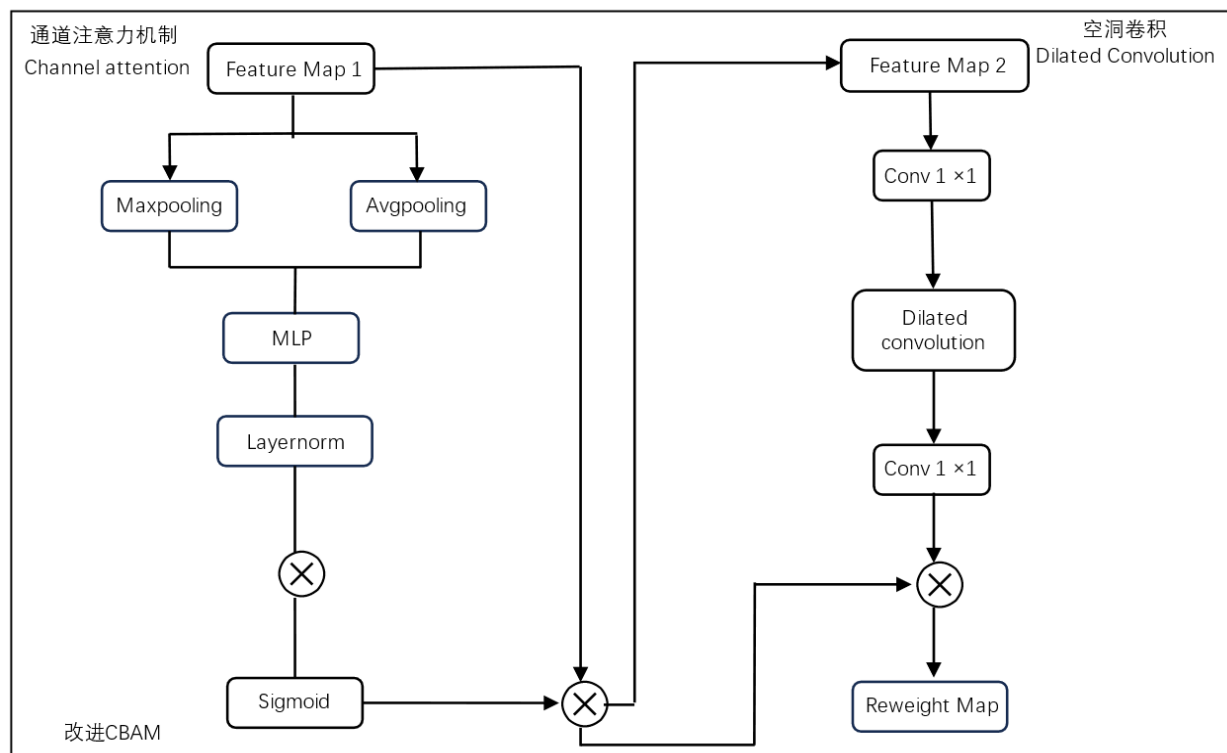 通道注意力机制
Channel attention
Feature Map 1
Maxpooling
Avgpooling
MLP
Layernorm
Sigmoid
改进CBAM
空洞卷积
Dilated Convolution
Feature Map 2
Conv 1 ×1
Dilated
convolution
Conv 1 ×1
Reweight Map